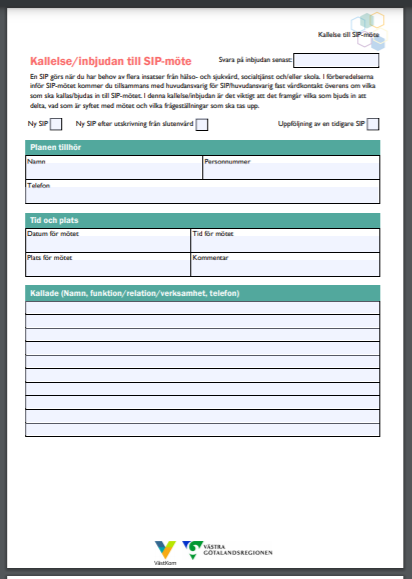 Kallelse till SIP-möte
Kallelse/inbjudan till SIP-möte
Svara på inbjudan senast:
En SIP görs när du har behov av flera insatser från hälso- och sjukvård, socialtjänst och/eller skola. I förberedelserna
inför SIP-mötet kommer du tillsammans med huvudansvarig för SIP/huvudansvarig fast vårdkontakt överens om vilka
som ska kallas/bjudas in till SIP-mötet. I denna kallelse/inbjudan är det viktigt att det framgår vilka som bjuds in att
delta, vad som är syftet med mötet och vilka frågeställningar som ska tas upp.
Ny SIP
Ny SIP efter utskrivning från slutenvård
Uppföljning av en tidigare SIP
Planen tillhör
Namn
Personnummer
Telefon
Tid och plats
Datum för mötet
Tid för mötet
Plats för mötet
Kommentar
Kallade (Namn, funktion/relation/verksamhet, telefon)
VästKom
VÄSTRA
GÖTALANDSREGIONEN